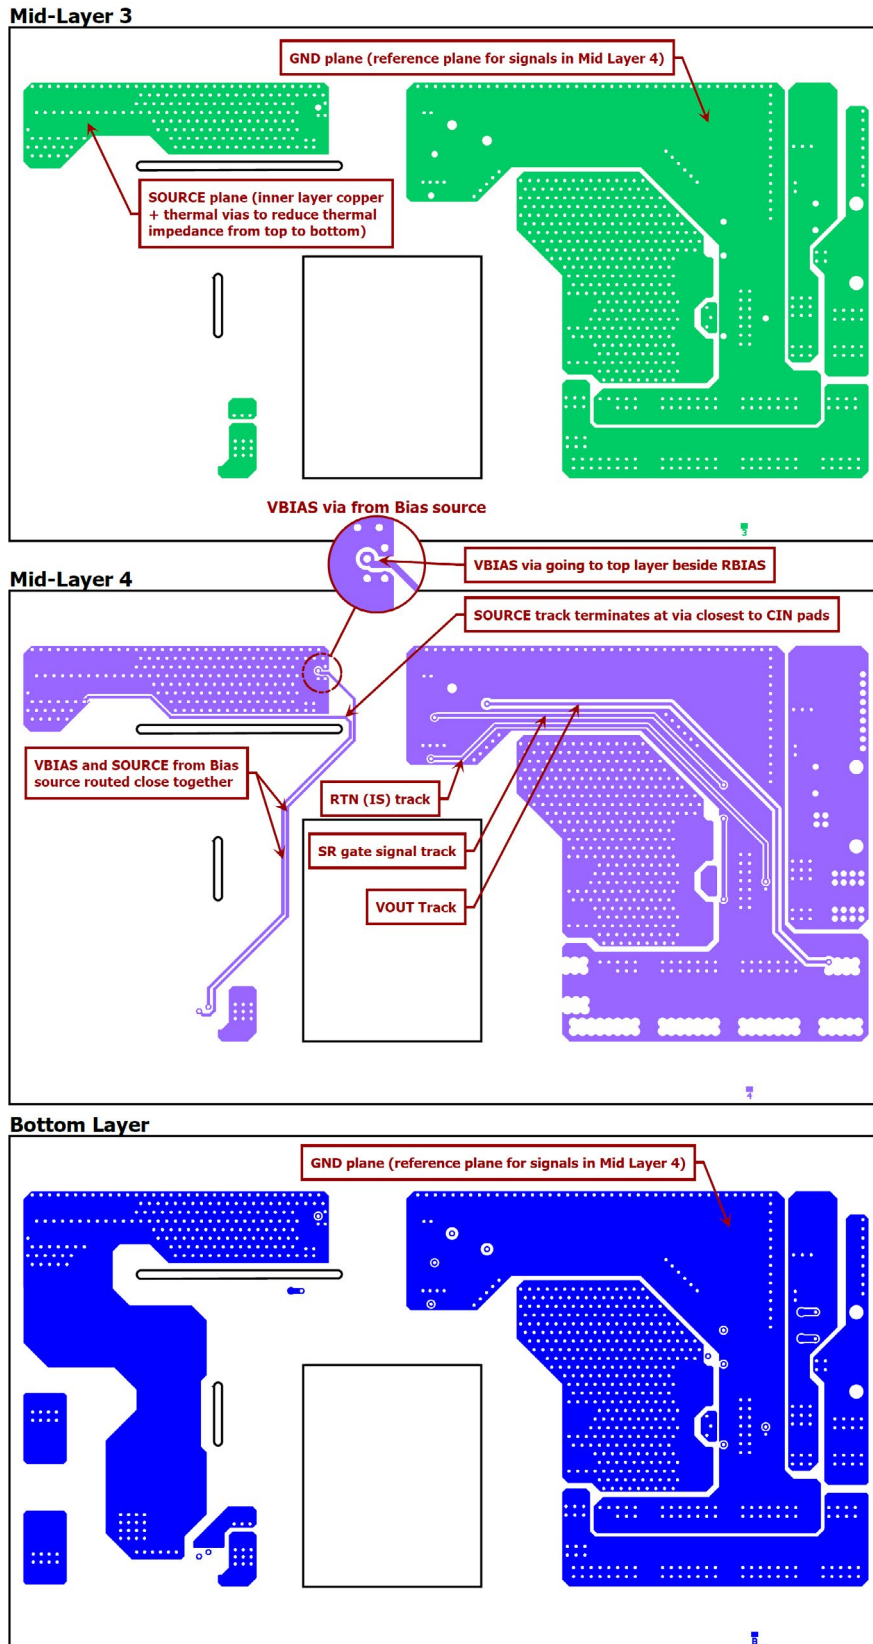 Mid-Layer 3
GND plane (reference plane for signals in Mid Layer 4)
SOURCE plane (inner layer copper
+ thermal vias to reduce thermal
impedance from top to bottom)
3
VBIAS via from Bias source
VBIAS via going to top layer beside RBIAS
Mid-Layer 4
SOURCE track terminates at via closest to CIN pads
VBIAS and SOURCE from Bias
source routed close together
RTN (IS) track
SR gate signal track
VOUT Track
4
Bottom Layer
GND plane (reference plane for signals in Mid Layer 4)